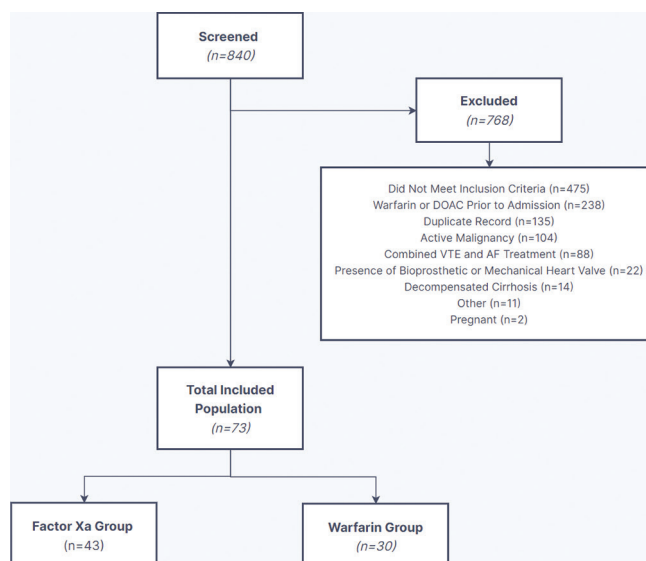 Screened
(n=840)
Excluded
(n=768)
Did Not Meet Inclusion Criteria (n=475)
Warfarin or DOAC Prior to Admission (n=238)
Duplicate Record (n=135)
Active Malignancy (n=104)
Combined VTE and AF Treatment (n=88)
Presence of Bioprosthetic or Mechanical Heart Valve (n=22)
Decompensated Cirrhosis (n=14)
Other (n=11)
Pregnant (n=2)
Total Included
Population
(n=73)
Factor Xa Group
(n=43)
Warfarin Group
(n=30)